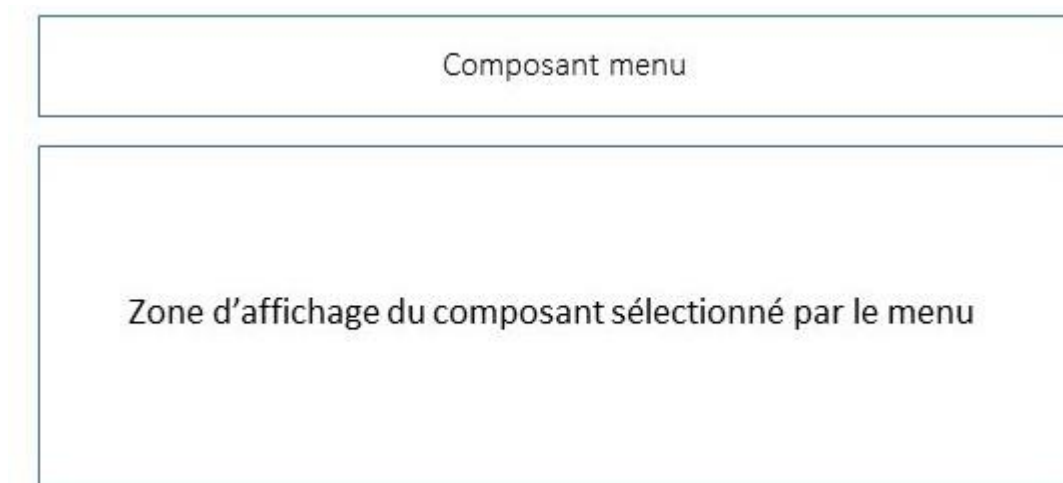 Composant menu
Zone d’affichage du composant sélectionné par le menu